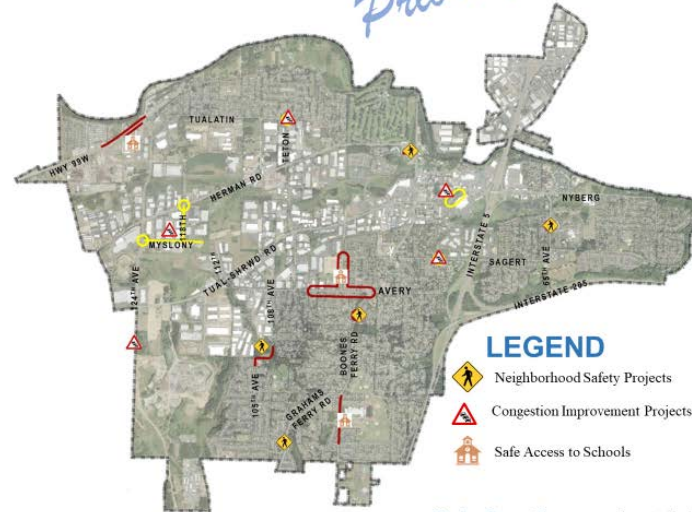 TUALATIN
TETON
HWY 99W
HERMAN RD
NYBERG
118TH
MYSLONY
112TH
TUAL-SHRWD RD
INTERSTATE 5
65TH AVE
SAGERT
124TH AVE
108TH AVE
AVERY
INTERSTATE 205
BOONES
FERRY RD
LEGEND
Neighborhood Safety Projects
105TH AVE
GRAHAMS
FERRY RD
Congestion Improvement Projects
Safe Access to Schools